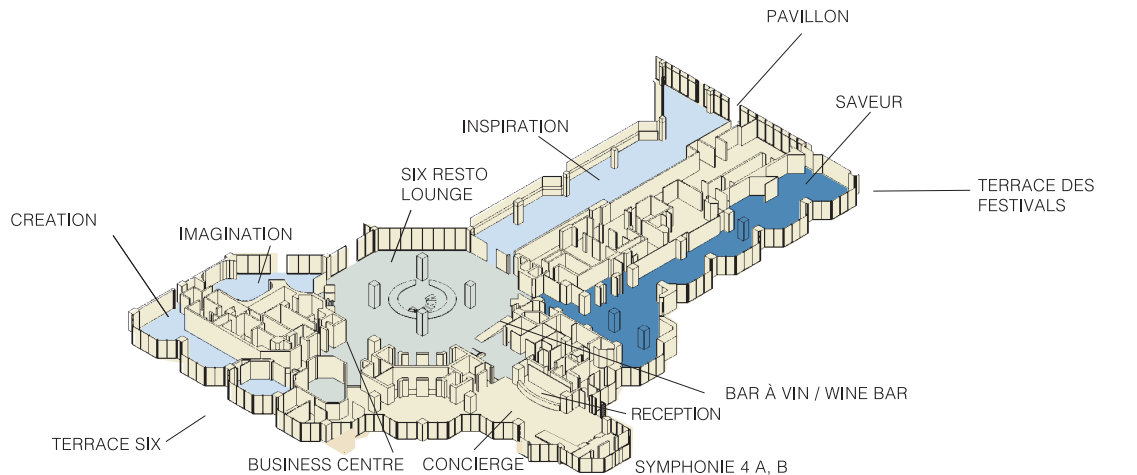 PAVILLON
SAVEUR
INSPIRATION
SIX RESTO
LOUNGE
TERRACE DES
FESTIVALS
CREATION
IMAGINATION
BAR À VIN / WINE BAR
RECEPTION
TERRACE SIX
BUSINESS CENTRE
CONCIERGE
SYMPHONIE 4 A, B